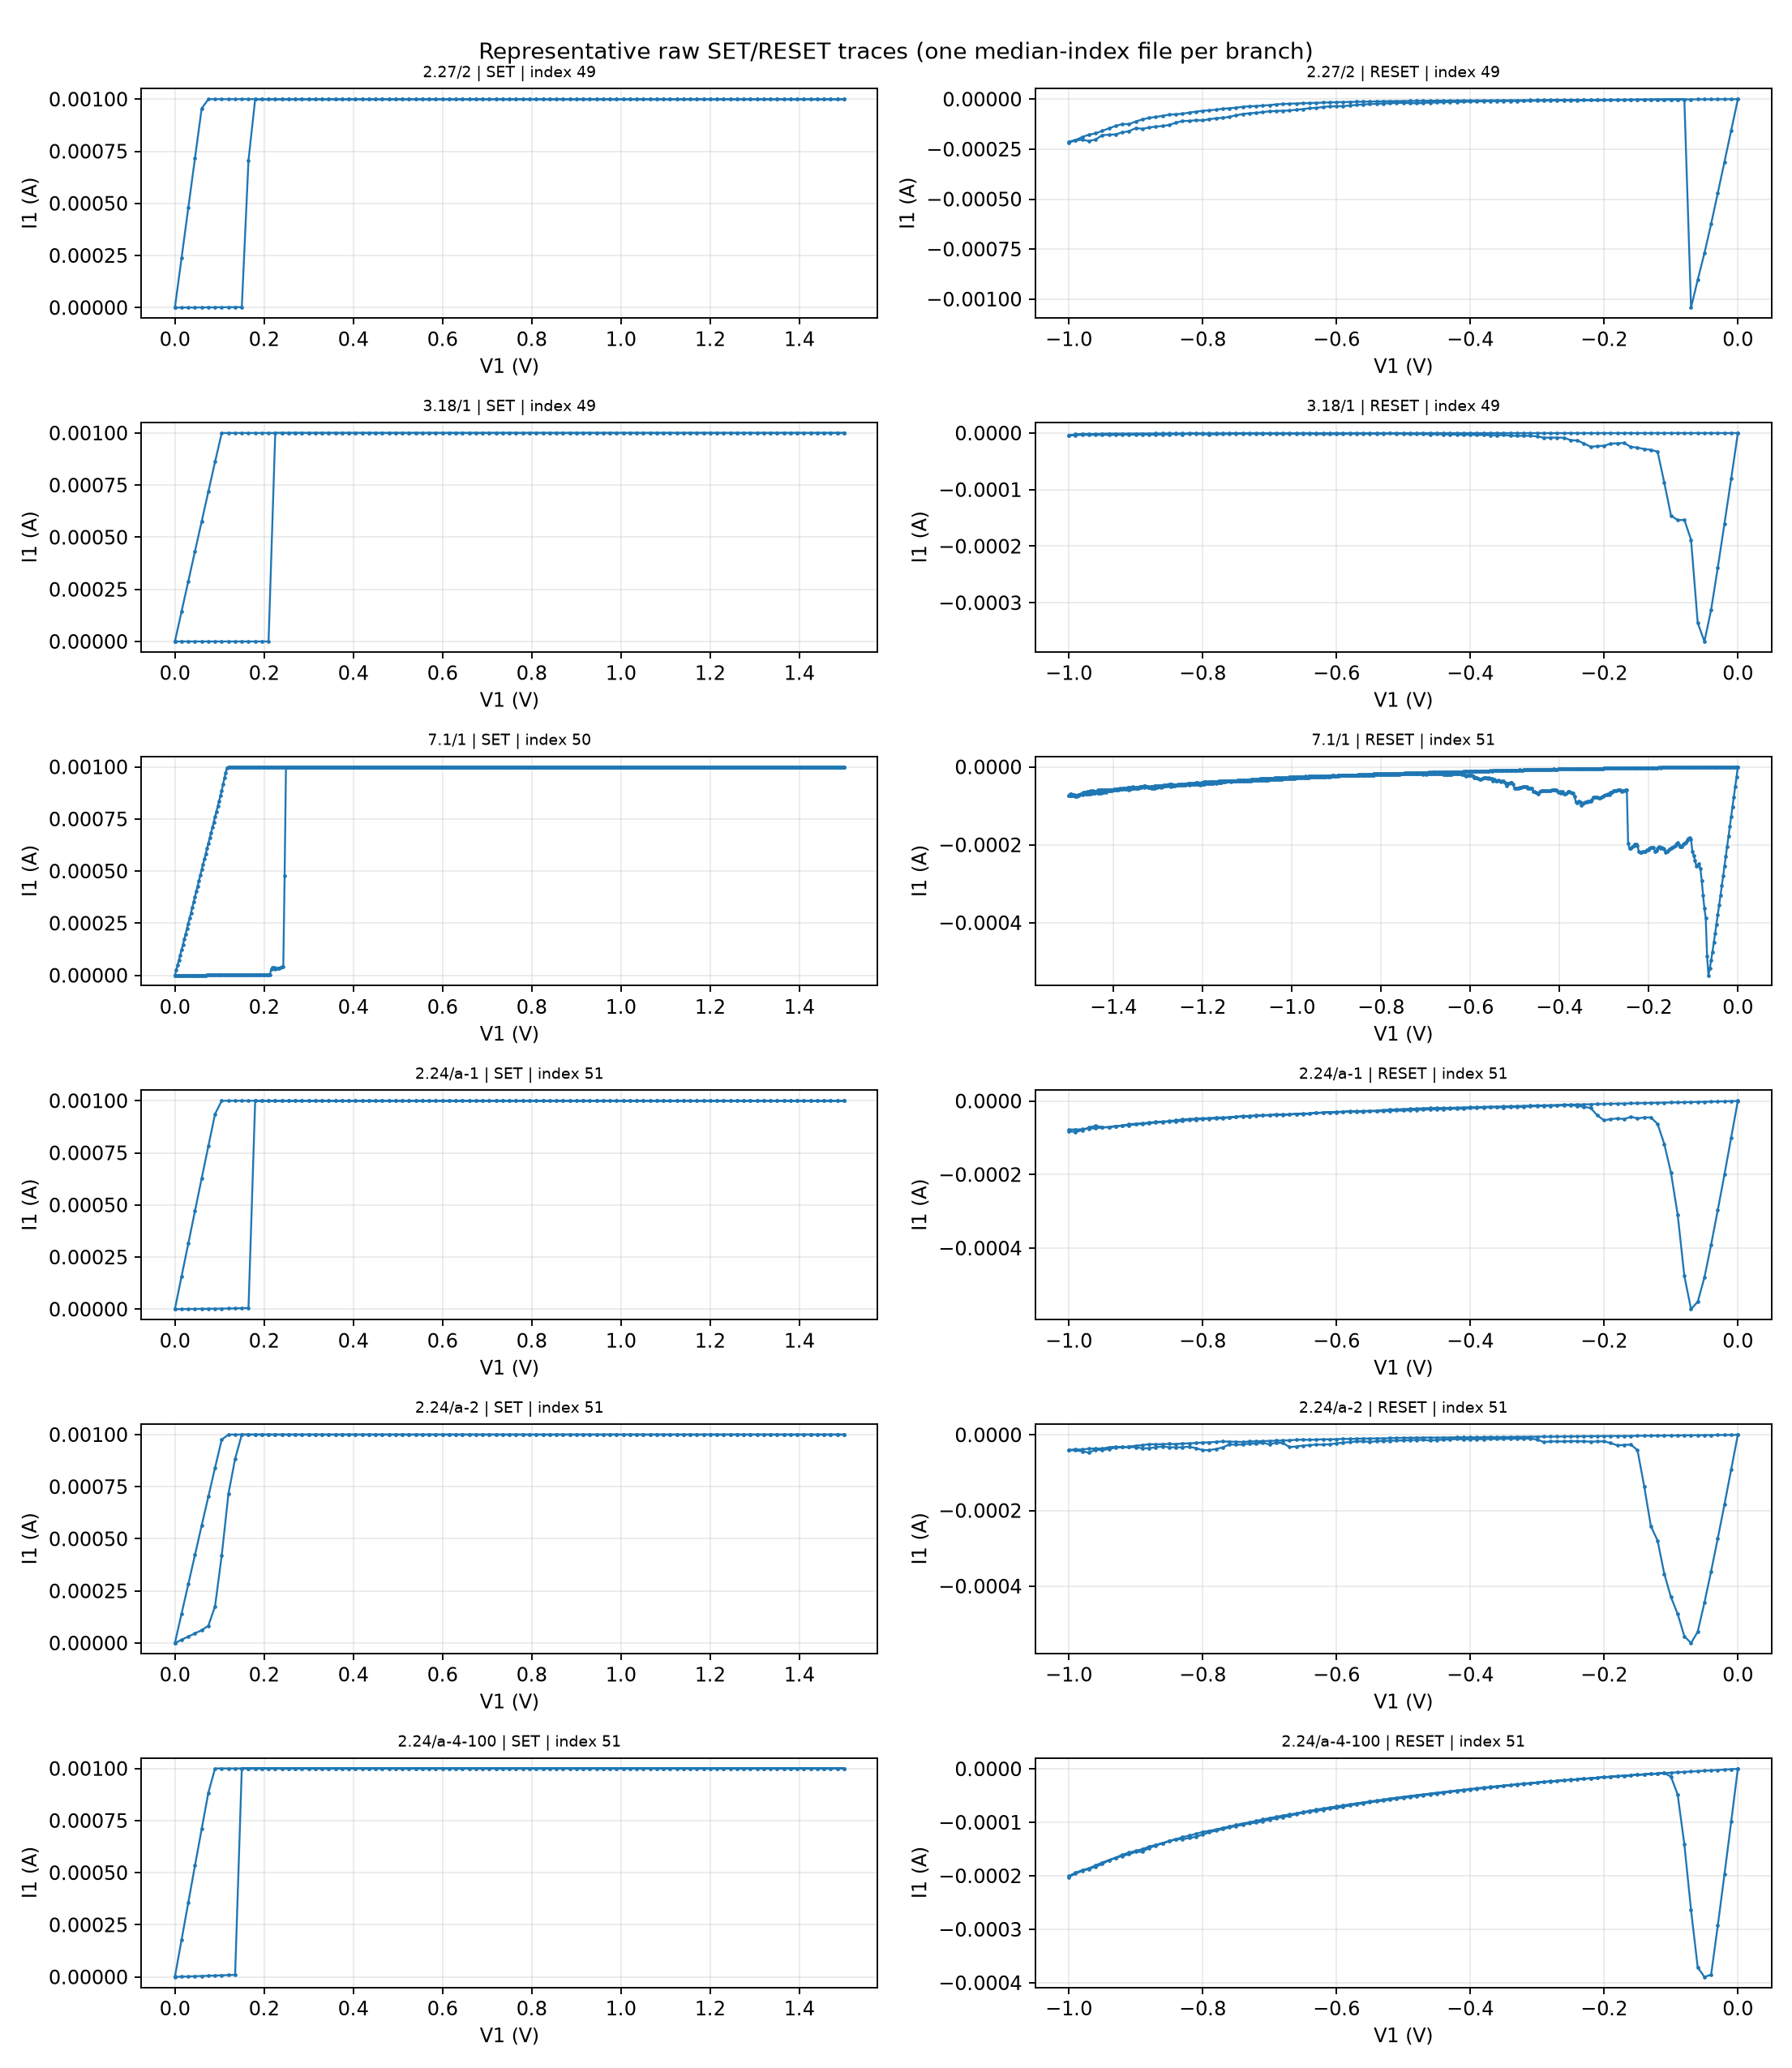 Representative raw SET/RESET traces (one median-index file per branch)
2.27/2 | SET | index 49
0.00100
0.00075
0.00050
0.00025
0.00000
I1 (A)
0.0 0.2 0.4 0.6 0.8 1.0 1.2 1.4
V1 (V)
2.27/2 | RESET | index 49
0.00000
−0.00025
−0.00050
−0.00075
−0.00100
I1 (A)
−1.0 −0.8 −0.6 −0.4 −0.2 0.0
V1 (V)
3.18/1 | SET | index 49
0.00100
0.00075
0.00050
0.00025
0.00000
I1 (A)
0.0 0.2 0.4 0.6 0.8 1.0 1.2 1.4
V1 (V)
3.18/1 | RESET | index 49
0.0000
−0.0001
−0.0002
−0.0003
I1 (A)
−1.0 −0.8 −0.6 −0.4 −0.2 0.0
V1 (V)
7.1/1 | SET | index 50
0.00100
0.00075
0.00050
0.00025
0.00000
I1 (A)
0.0 0.2 0.4 0.6 0.8 1.0 1.2 1.4
V1 (V)
7.1/1 | RESET | index 51
0.0000
−0.0002
−0.0004
I1 (A)
−1.4 −1.2 −1.0 −0.8 −0.6 −0.4 −0.2 0.0
V1 (V)
2.24/a-1 | SET | index 51
0.00100
0.00075
0.00050
0.00025
0.00000
I1 (A)
0.0 0.2 0.4 0.6 0.8 1.0 1.2 1.4
V1 (V)
2.24/a-1 | RESET | index 51
0.0000
−0.0002
−0.0004
I1 (A)
−1.0 −0.8 −0.6 −0.4 −0.2 0.0
V1 (V)
2.24/a-2 | SET | index 51
0.00100
0.00075
0.00050
0.00025
0.00000
I1 (A)
0.0 0.2 0.4 0.6 0.8 1.0 1.2 1.4
V1 (V)
2.24/a-2 | RESET | index 51
0.0000
−0.0002
−0.0004
I1 (A)
−1.0 −0.8 −0.6 −0.4 −0.2 0.0
V1 (V)
2.24/a-4-100 | SET | index 51
0.00100
0.00075
0.00050
0.00025
0.00000
I1 (A)
0.0 0.2 0.4 0.6 0.8 1.0 1.2 1.4
V1 (V)
2.24/a-4-100 | RESET | index 51
0.0000
−0.0001
−0.0002
−0.0003
−0.0004
I1 (A)
−1.0 −0.8 −0.6 −0.4 −0.2 0.0
V1 (V)